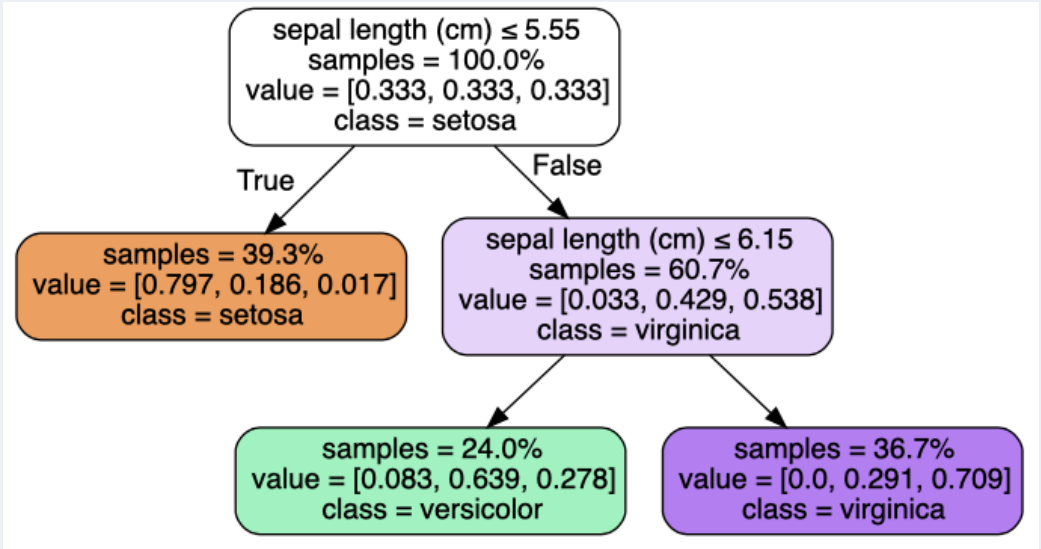 sepal length (cm) ≤ 5.55
samples = 100.0%
value = [0.333, 0.333, 0.333]
class = setosa
True
False
samples = 39.3%
value = [0.797, 0.186, 0.017]
class = setosa
sepal length (cm) ≤ 6.15
samples = 60.7%
value = [0.033, 0.429, 0.538]
class = virginica
samples = 24.0%
value = [0.083, 0.639, 0.278]
class = versicolor
samples = 36.7%
value = [0.0, 0.291, 0.709]
class = virginica